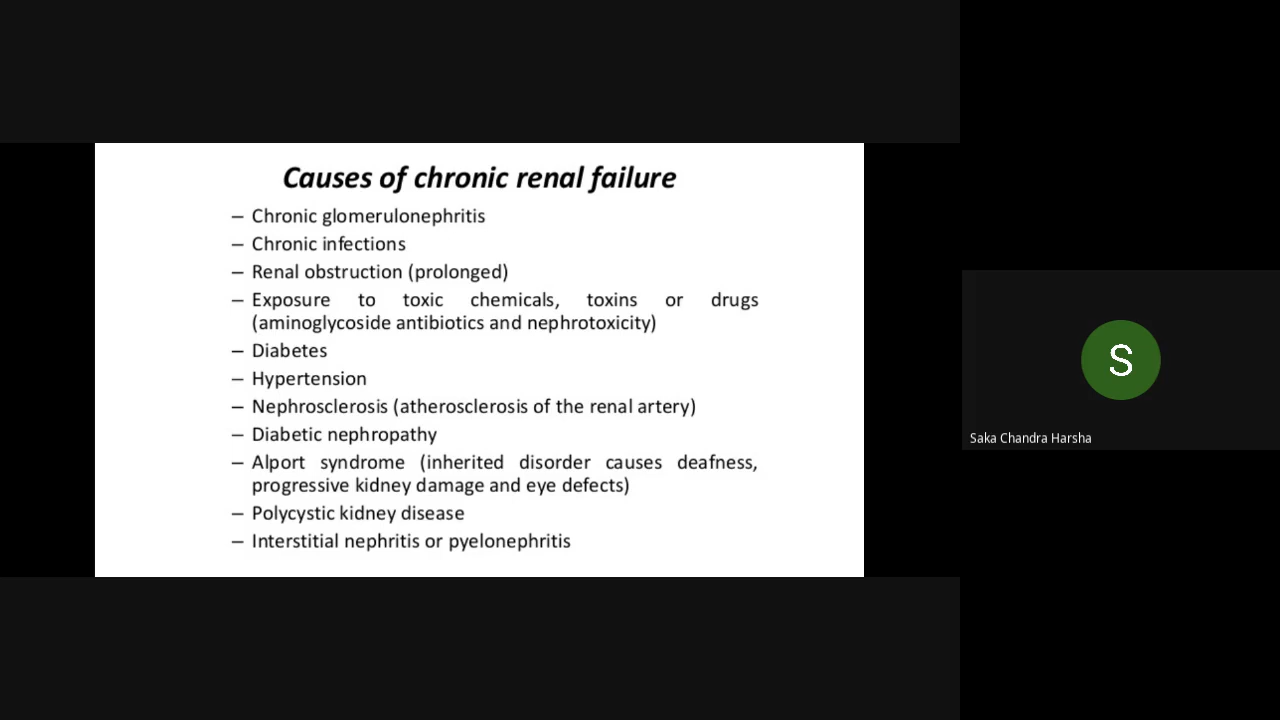 Causes of chronic renal failure
– Chronic glomerulonephritis
– Chronic infections
– Renal obstruction (prolonged)
– Exposure to toxic chemicals, toxins or drugs
(aminoglycoside antibiotics and nephrotoxicity)
– Diabetes
– Hypertension
– Nephrosclerosis (atherosclerosis of the renal artery)
– Diabetic nephropathy
– Alport syndrome (inherited disorder causes deafness,
progressive kidney damage and eye defects)
– Polycystic kidney disease
– Interstitial nephritis or pyelonephritis
S
Saka Chandra Harsha